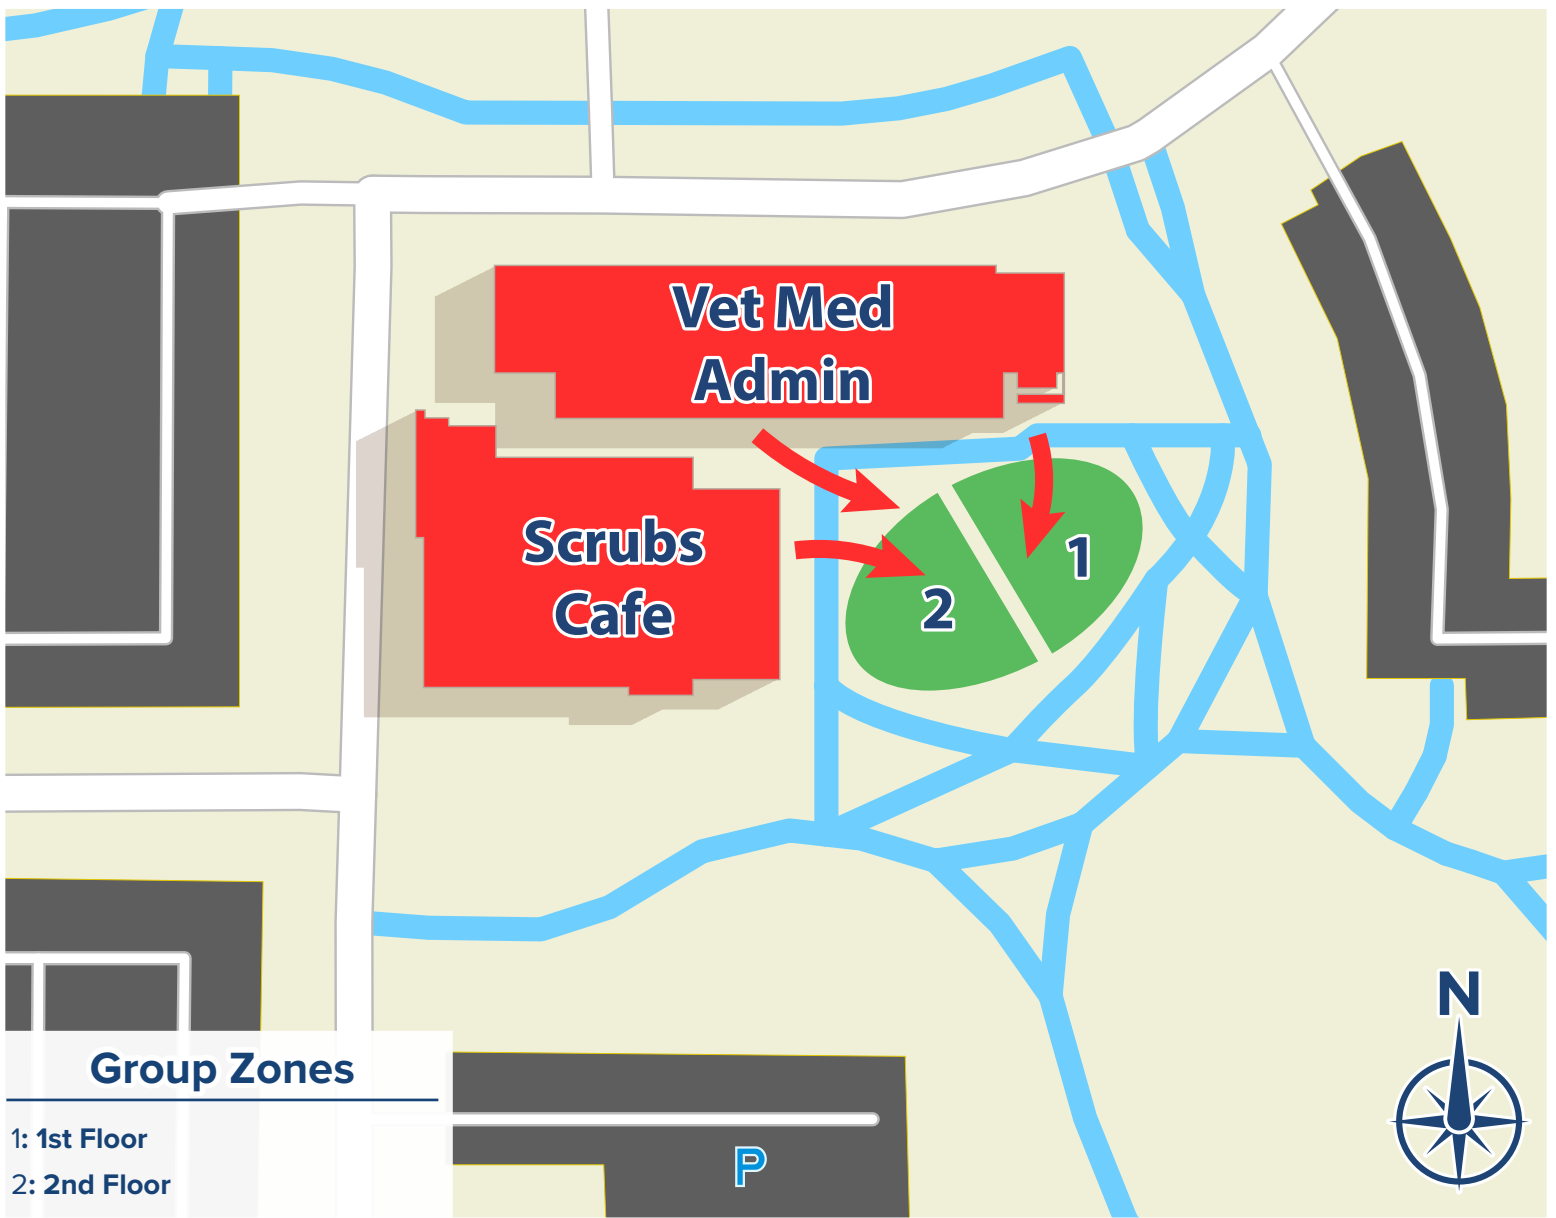 Vet Med
Admin
Scrubs
Cafe
1
2
N
Group Zones
1: 1st Floor
2: 2nd Floor
P